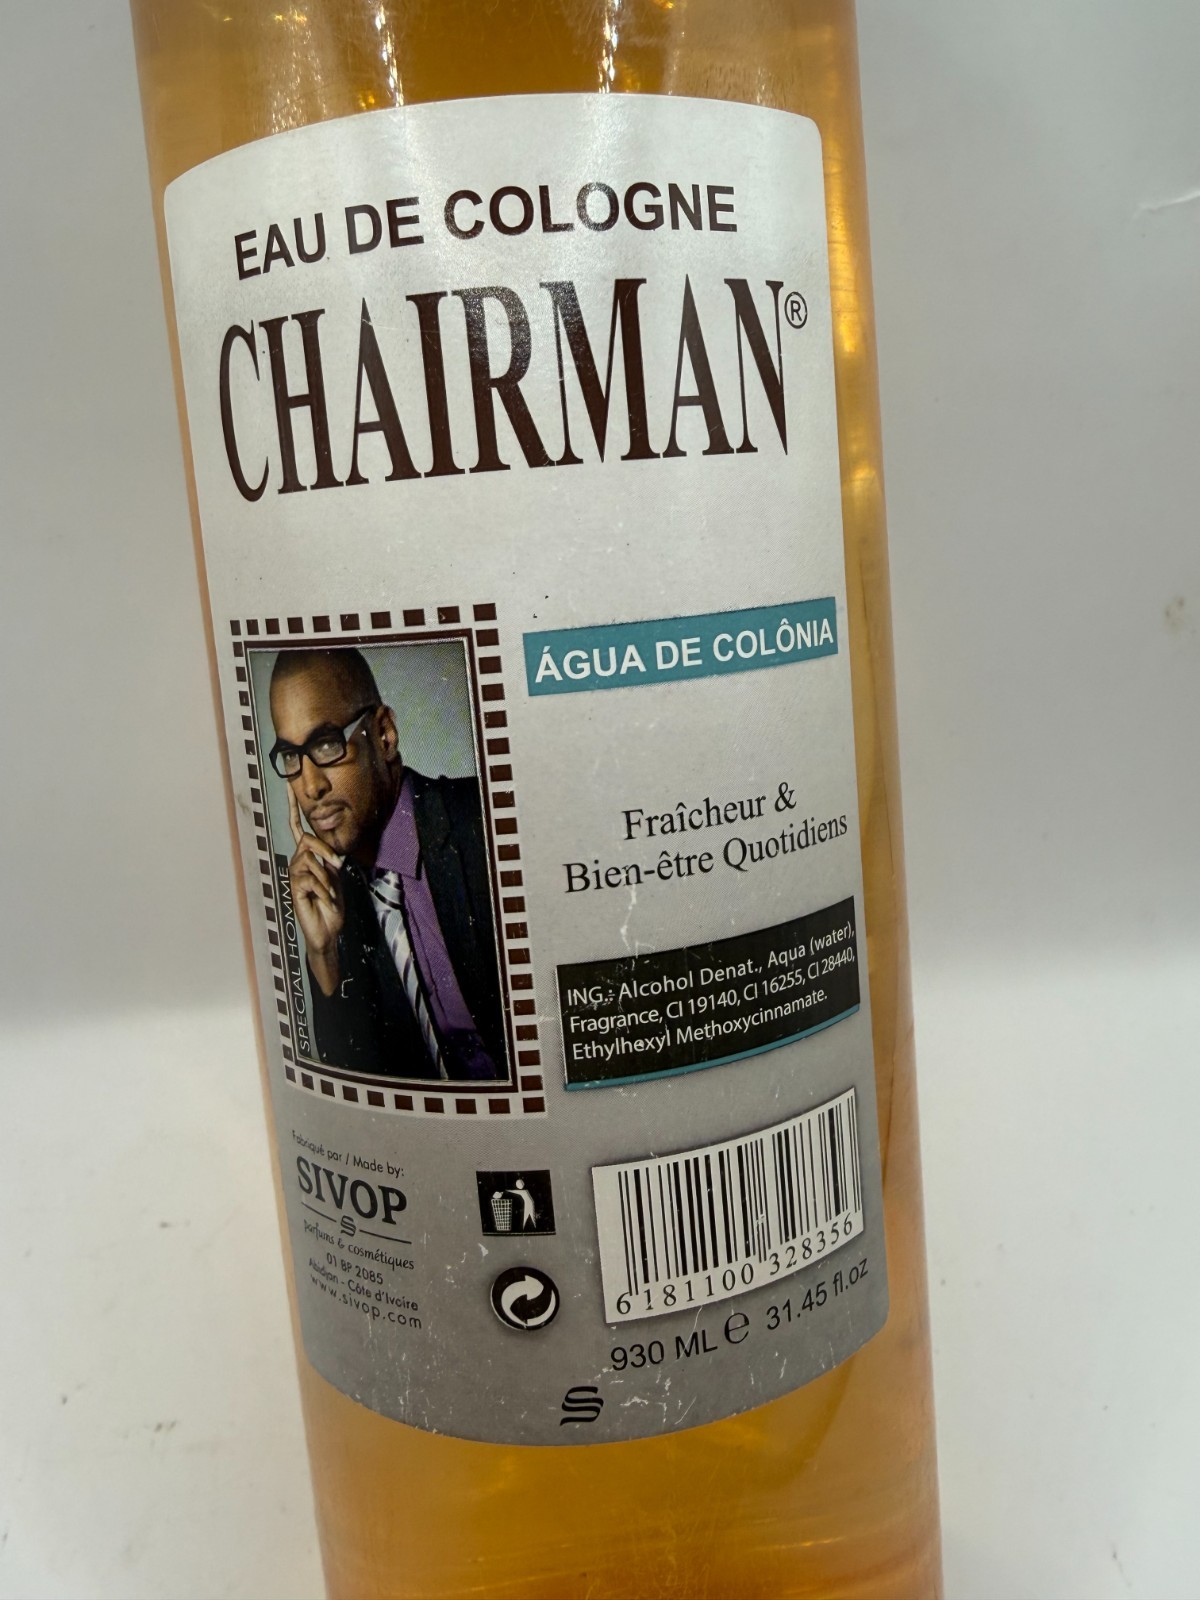 EAU DE COLOGNE
CHAIRMAN®
ÁGUA DE COLÔNIA
Fraîcheur &
Bien-être Quotidiens
SPECIAL HOMME
ING.: Alcohol Denat., Aqua (water),
Fragrance, CI 19140, CI 16255, CI 28440,
Ethylhexyl Methoxycinnamate.
Fabriqué par / Made by:
SIVOP
parfums & cosmétiques
01 BP 2085
Abidjan - Côte d'Ivoire
www.sivop.com
6 181100 328356
930 ML ℮ 31.45 fl.oz